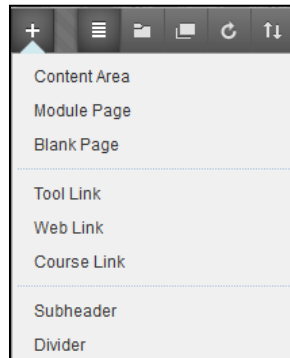 Content Area
Module Page
Blank Page
Tool Link
Web Link
Course Link
Subheader
Divider